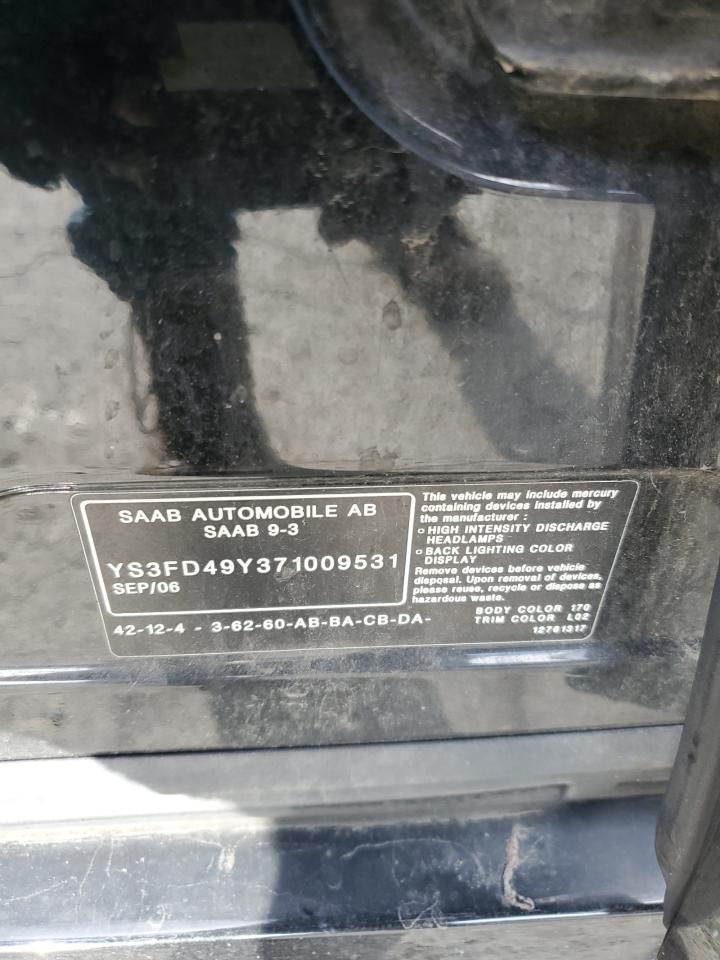 SAAB AUTOMOBILE AB
SAAB 9-3
YS3FD49Y371009531
SEP/06
42-12-4 - 3-62-60-AB-BA-CB-DA-
This vehicle may include mercury
containing devices installed by
the manufacturer :
○ HIGH INTENSITY DISCHARGE
HEADLAMPS
○ BACK LIGHTING COLOR
DISPLAY
Remove devices before vehicle
disposal. Upon removal of devices,
please reuse, recycle or dispose as
hazardous waste.
BODY COLOR 170
TRIM COLOR L02
12781317